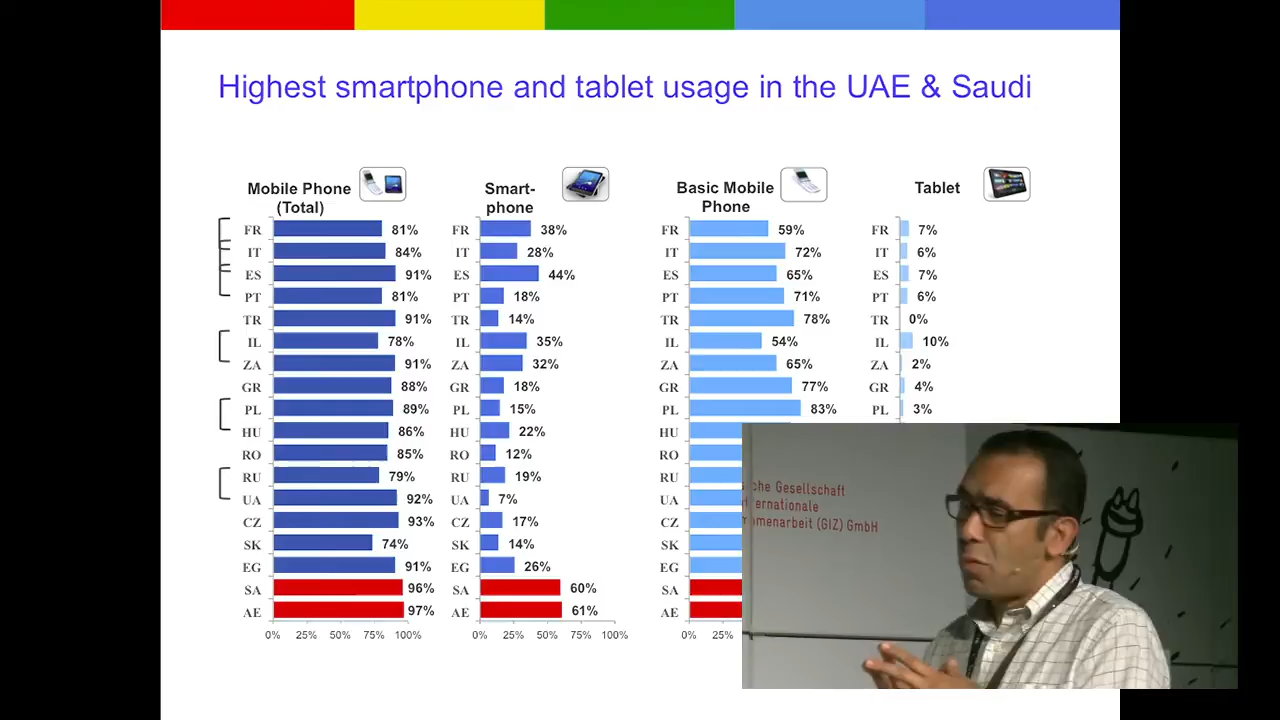 Highest smartphone and tablet usage in the UAE & Saudi
Mobile Phone
(Total)
FR 81%
IT 84%
ES 91%
PT 81%
TR 91%
IL 78%
ZA 91%
GR 88%
PL 89%
HU 86%
RO 85%
RU 79%
UA 92%
CZ 93%
SK 74%
EG 91%
SA 96%
AE 97%
0% 25% 50% 75% 100%
Smart-
phone
FR 38%
IT 28%
ES 44%
PT 18%
TR 14%
IL 35%
ZA 32%
GR 18%
PL 15%
HU 22%
RO 12%
RU 19%
UA 7%
CZ 17%
SK 14%
EG 26%
SA 60%
AE 61%
0% 25% 50% 75% 100%
Basic Mobile
Phone
FR 59%
IT 72%
ES 65%
PT 71%
TR 78%
IL 54%
ZA 65%
GR 77%
PL 83%
HU
RO
RU
UA
CZ
SK
EG
SA
AE
0% 25%
Tablet
FR 7%
IT 6%
ES 7%
PT 6%
TR 0%
IL 10%
ZA 2%
GR 4%
PL 3%
che Gesellschaft
ternationale
menarbeit (GIZ) GmbH